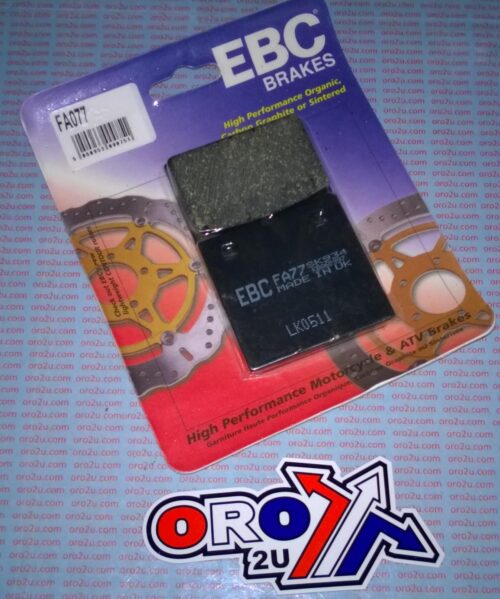 EBC
BRAKES
High Performance Organic,
Carbon Graphite or Sintered
FA077
EBC FA77
MADE IN UK
LK0511
High Performance Motorcycle & ATV Brakes
Garniture Haute Performance Organique
ORO
2U
oro2u.com